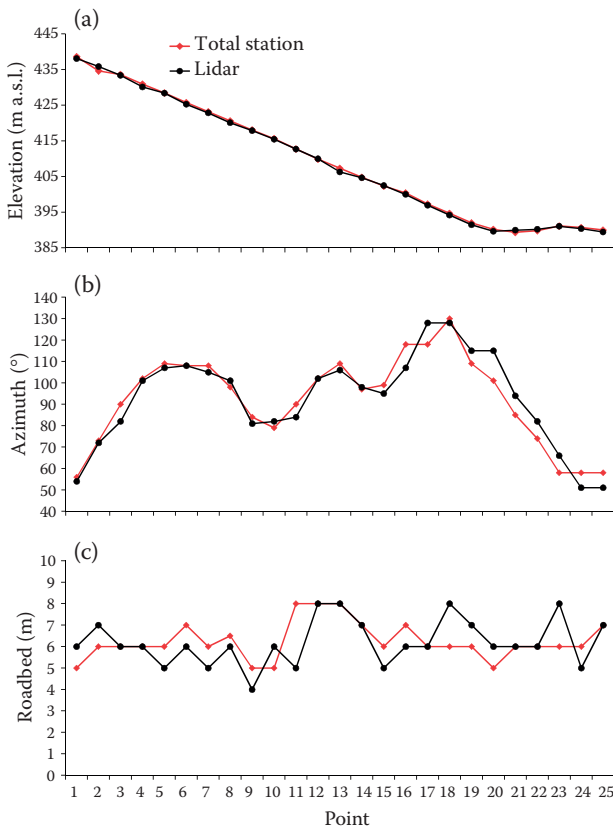 (a)
Total station
Lidar
Elevation (m a.s.l.)
445
435
425
415
405
395
385
(b)
Azimuth (°)
140
130
120
110
100
90
80
70
60
50
40
(c)
Roadbed (m)
10
9
8
7
6
5
4
3
2
1
0
1 2 3 4 5 6 7 8 9 10 11 12 13 14 15 16 17 18 19 20 21 22 23 24 25
Point